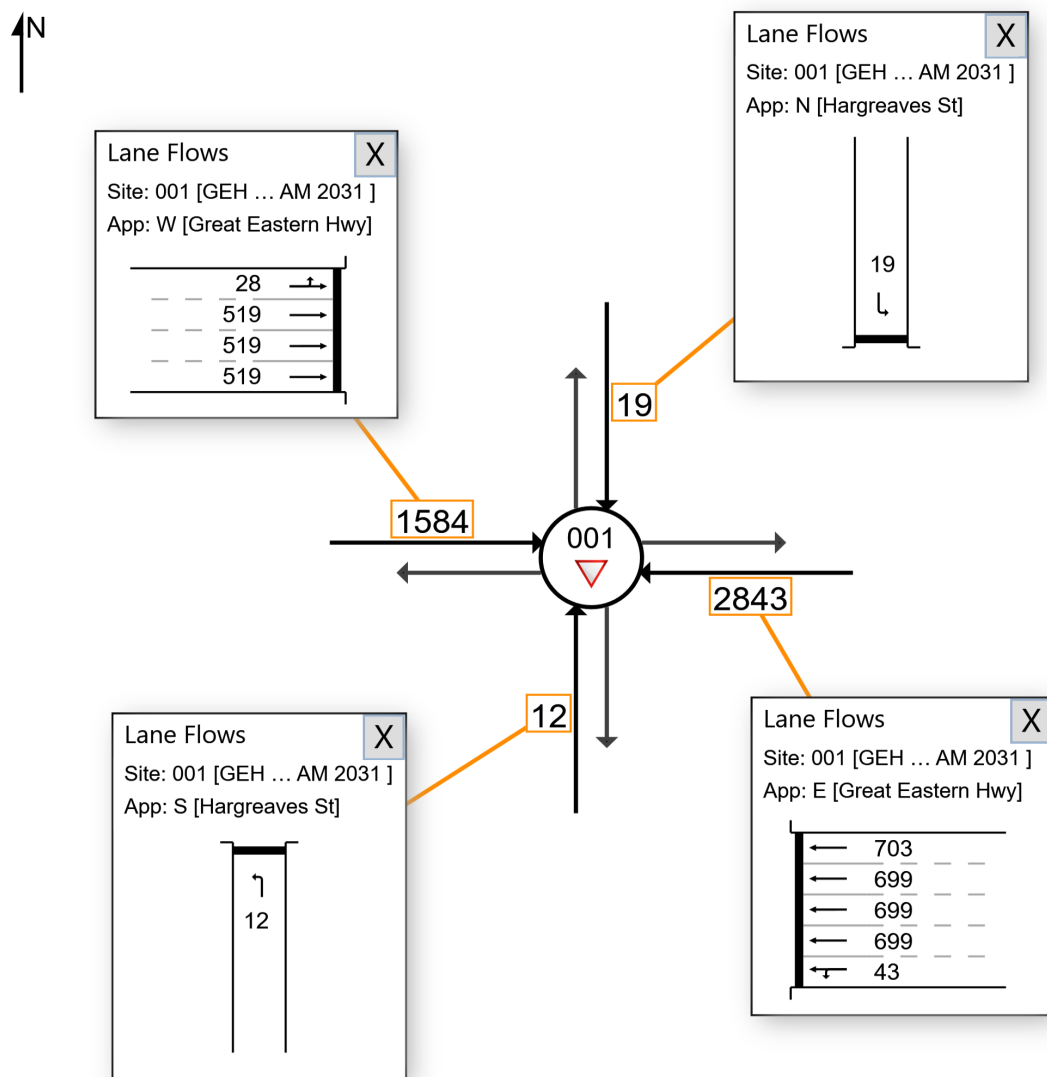 N
Lane Flows X
Site: 001 [GEH ... AM 2031 ]
App: N [Hargreaves St]
19
Lane Flows X
Site: 001 [GEH ... AM 2031 ]
App: W [Great Eastern Hwy]
28
519
519
519
19
1584
001
2843
12
Lane Flows X
Site: 001 [GEH ... AM 2031 ]
App: S [Hargreaves St]
12
Lane Flows X
Site: 001 [GEH ... AM 2031 ]
App: E [Great Eastern Hwy]
703
699
699
699
43